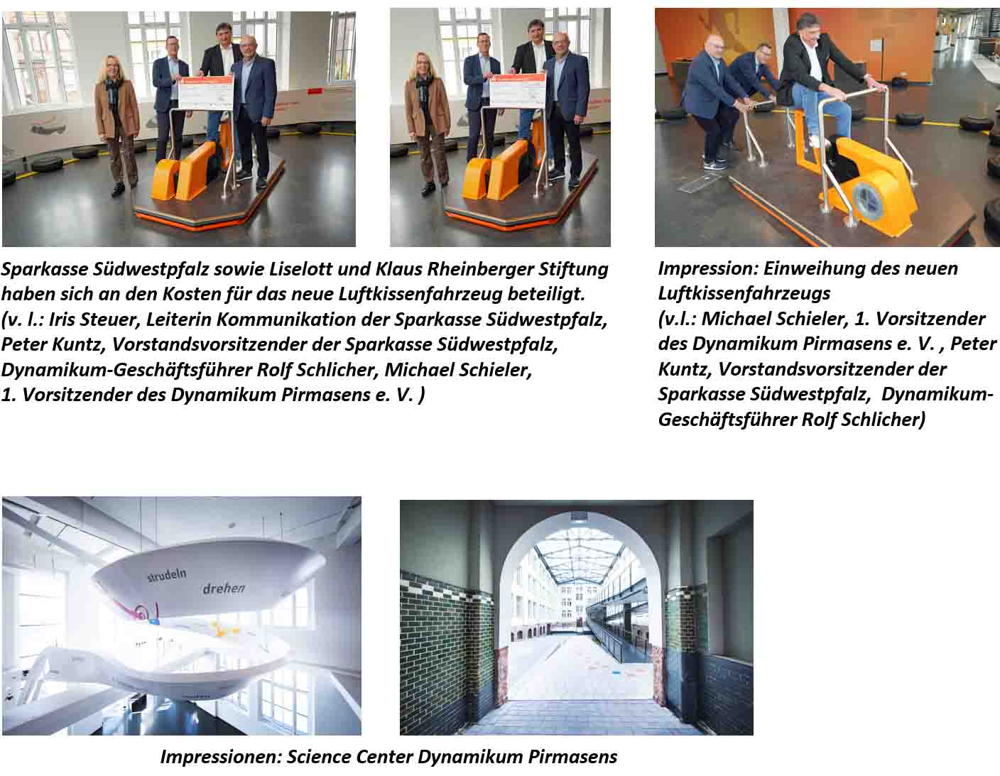 Sparkasse Südwestpfalz sowie Liselott und Klaus Rheinberger Stiftung
haben sich an den Kosten für das neue Luftkissenfahrzeug beteiligt.
(v. l.: Iris Steuer, Leiterin Kommunikation der Sparkasse Südwestpfalz,
Peter Kuntz, Vorstandsvorsitzender der Sparkasse Südwestpfalz,
Dynamikum-Geschäftsführer Rolf Schlicher, Michael Schieler,
1. Vorsitzender des Dynamikum Pirmasens e. V. )
Impression: Einweihung des neuen
Luftkissenfahrzeugs
(v.l.: Michael Schieler, 1. Vorsitzender
des Dynamikum Pirmasens e. V. , Peter
Kuntz, Vorstandsvorsitzender der
Sparkasse Südwestpfalz,  Dynamikum-
Geschäftsführer Rolf Schlicher)
strudeln
drehen
Impressionen: Science Center Dynamikum Pirmasens